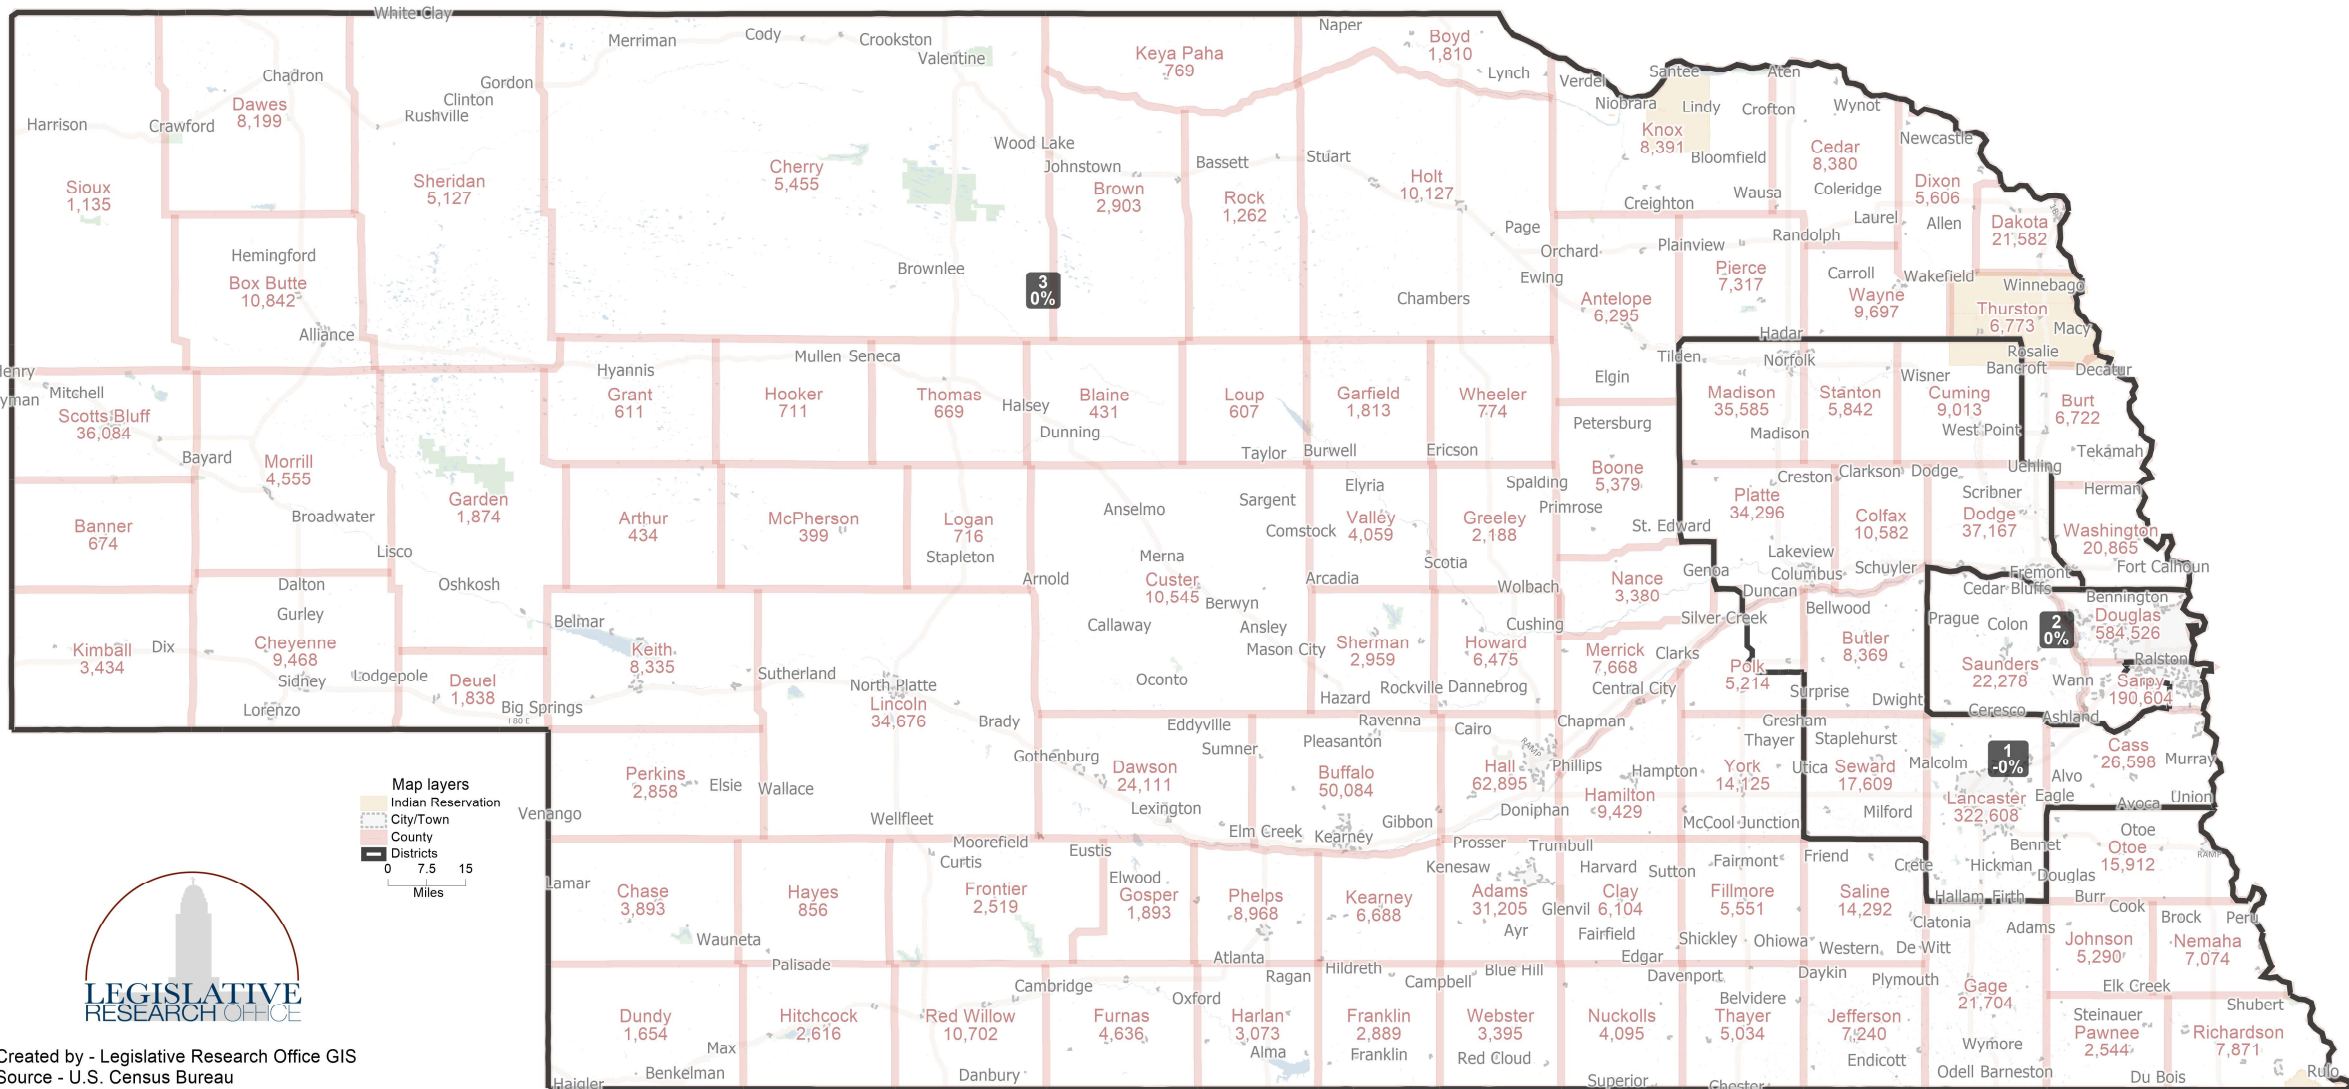 White Clay
Naper
Merriman
Cody
Crookston
Valentine
Keya Paha
769
Boyd
1,810
Lynch
Verdel
Santee
Aten
Niobrara
Lindy
Crofton
Wynot
Chadron
Gordon
Clinton
Rushville
Dawes
8,199
Harrison
Crawford
Wood Lake
Johnstown
Bassett
Stuart
Knox
8,391
Bloomfield
Cedar
8,380
Newcastle
Sioux
1,135
Sheridan
5,127
Cherry
5,455
Brown
2,903
Rock
1,262
Holt
10,127
Creighton
Wausa
Coleridge
Dixon
5,606
Laurel
Allen
Dakota
21,582
Page
Orchard
Plainview
Randolph
Hemingford
Box Butte
10,842
Brownlee
3
0%
Ewing
Chambers
Antelope
6,295
Pierce
7,317
Carroll
Wayne
9,697
Wakefield
Winnebago
Thurston
6,773
Macy
Alliance
Hadar
Tilden
Norfolk
Rosalie
Bancroft
Decatur
Mullen
Seneca
Hyannis
Elgin
Wisner
Mitchell
Scotts Bluff
36,084
Grant
611
Hooker
711
Thomas
669
Halsey
Dunning
Blaine
431
Loup
607
Garfield
1,813
Wheeler
774
Petersburg
Madison
35,585
Madison
Stanton
5,842
Cuming
9,013
West Point
Burt
6,722
Tekamah
Bayard
Morrill
4,555
Taylor
Burwell
Ericson
Boone
5,379
Creston
Clarkson
Dodge
Uehling
Broadwater
Garden
1,874
Elyria
Sargent
Spalding
Primrose
Scribner
Herman
Banner
674
Arthur
434
McPherson
399
Logan
716
Stapleton
Anselmo
Comstock
Valley
4,059
Greeley
2,188
St. Edward
Platte
34,296
Colfax
10,582
Dodge
37,167
Washington
20,865
Lisco
Merna
Custer
10,545
Scotia
Lakeview
Columbus
Schuyler
Fremont
Fort Calhoun
Dalton
Oshkosh
Arnold
Arcadia
Wolbach
Nance
3,380
Genoa
Duncan
Cedar Bluffs
Bennington
Gurley
Belmar
Berwyn
Callaway
Ansley
Mason City
Cushing
Silver Creek
Bellwood
Prague
Colon
2
0%
Douglas
584,526
Kimball
3,434
Dix
Cheyenne
9,468
Sidney
Lodgepole
Deuel
1,838
Keith
8,335
Sutherland
North Platte
Lincoln
34,676
Oconto
Sherman
2,959
Howard
6,475
Merrick
7,668
Clarks
Polk
5,214
Butler
8,369
Saunders
22,278
Wann
Ralston
Sarpy
190,604
Lorenzo
Big Springs
I 80 E
Hazard
Rockville
Dannebrog
Central City
Surprise
Dwight
Ceresco
Ashland
Brady
Eddyville
Sumner
Ravenna
Pleasanton
Cairo
Chapman
Gresham
Thayer
Staplehurst
RAMP
Gothenburg
Perkins
2,858
Elsie
Wallace
Dawson
24,111
Lexington
Buffalo
50,084
Hall
62,895
Phillips
Hampton
Hamilton
9,429
York
14,125
Utica
Seward
17,609
Malcolm
1
-0%
Cass
26,598
Murray
Alvo
Eagle
Lancaster
322,608
Avoca
Union
Map layers
Indian Reservation
City/Town
County
Districts
0 7.5 15
Miles
Venango
Wellfleet
Elm Creek
Kearney
Gibbon
Doniphan
McCool Junction
Milford
Otoe
Otoe
15,912
RAMP
Moorefield
Curtis
Eustis
Elwood
Prosser
Trumbull
Kenesaw
Harvard
Sutton
Fairmont
Friend
Crete
Bennet
Hickman
Douglas
Lamar
Chase
3,893
Hayes
856
Frontier
2,519
Gosper
1,893
Phelps
8,968
Kearney
6,688
Adams
31,205
Ayr
Glenvil
Clay
6,104
Fillmore
5,551
Saline
14,292
Hallam
Firth
Burr
Cook
Brock
Peru
Wauneta
Fairfield
Edgar
Shickley
Ohiowa
Western
De Witt
Clatonia
Adams
Johnson
5,290
Nemaha
7,074
Palisade
Atlanta
Ragan
Hildreth
Campbell
Blue Hill
Davenport
Daykin
Plymouth
Elk Creek
Shubert
Cambridge
Oxford
Belvidere
Gage
21,704
Dundy
1,654
Hitchcock
2,616
Red Willow
10,702
Furnas
4,636
Harlan
3,073
Alma
Franklin
2,889
Franklin
Webster
3,395
Red Cloud
Nuckolls
4,095
Thayer
5,034
Jefferson
7,240
Endicott
Wymore
Steinauer
Pawnee
2,544
Richardson
7,871
Max
Benkelman
Haigler
Danbury
Superior
Chester
Odell
Barneston
Du Bois
Rulo
LEGISLATIVE
RESEARCH OFFICE
Created by - Legislative Research Office GIS
Source - U.S. Census Bureau